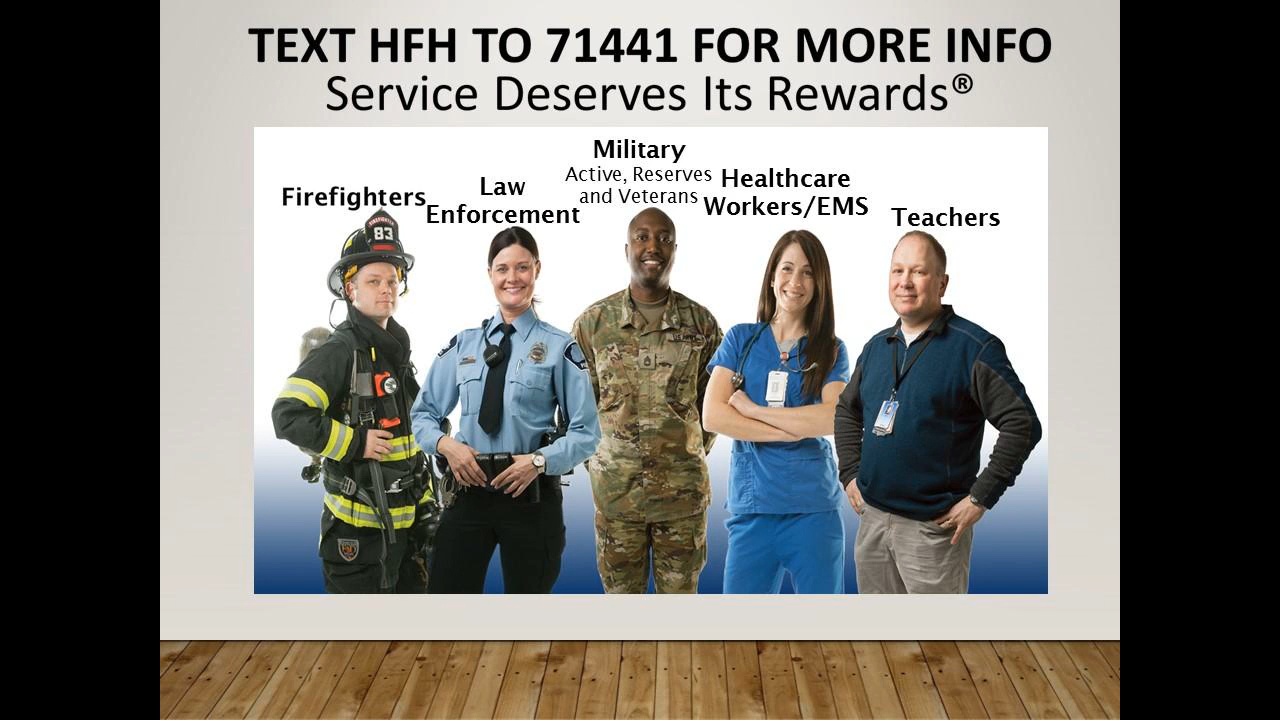 TEXT HFH TO 71441 FOR MORE INFO
Service Deserves Its Rewards®
Firefighters
Law
Enforcement
Military
Active, Reserves
and Veterans
Healthcare
Workers/EMS
Teachers
83